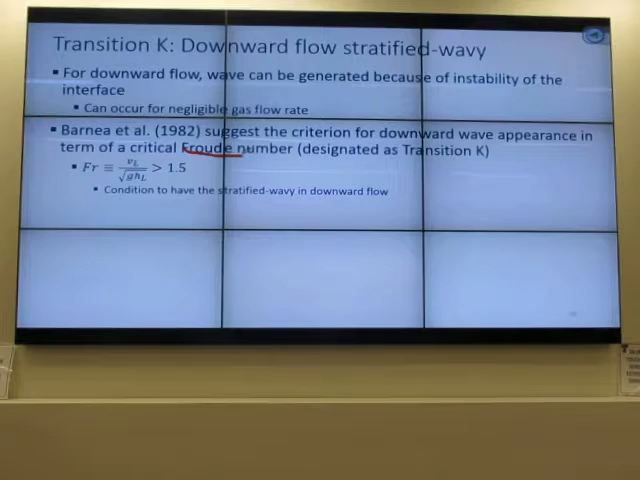 Transition K: Downward flow stratified-wavy
▪ For downward flow, wave can be generated because of instability of the
interface
▪ Can occur for negligible gas flow rate
▪ Barnea et al. (1982) suggest the criterion for downward wave appearance in
term of a critical Froude number (designated as Transition K)
▪ Fr ≡ v_L / √(gh_L) > 1.5
▪ Condition to have the stratified-wavy in downward flow